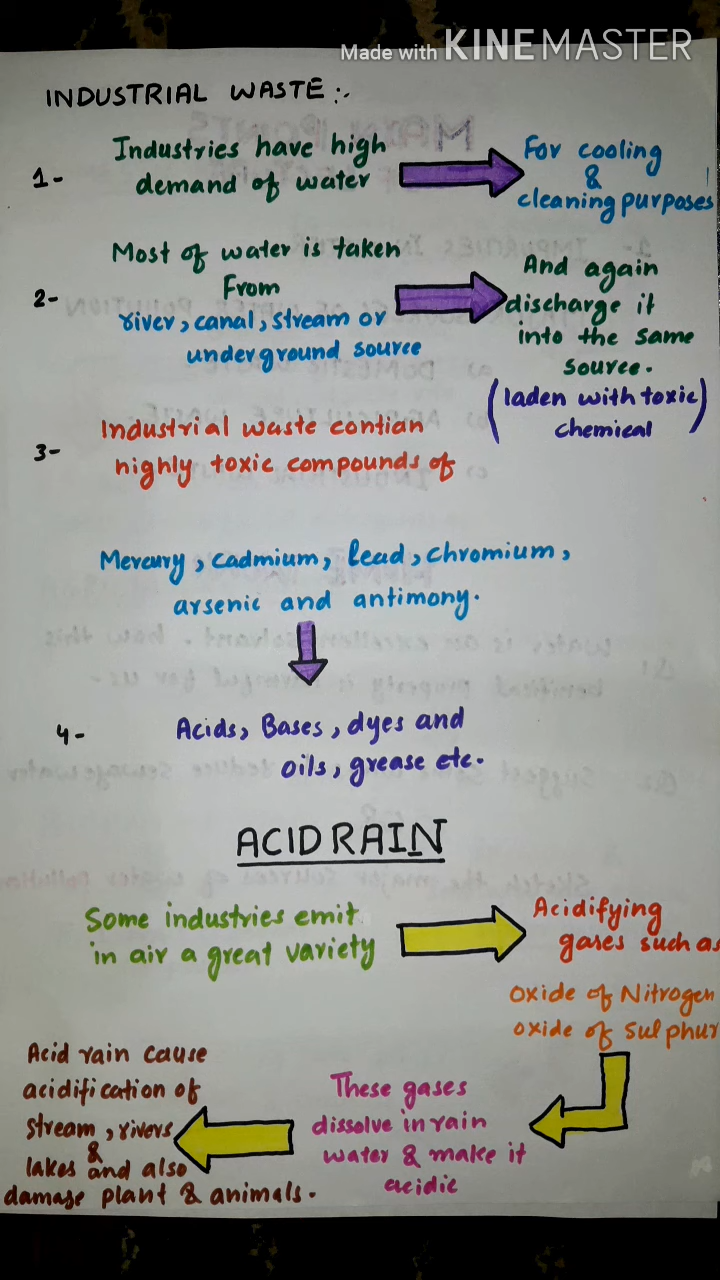 Made with KINEMASTER
INDUSTRIAL WASTE:-
1- Industries have high
demand of water
For cooling
&
cleaning purposes
2- Most of water is taken
From
river, canal, stream or
underground source
And again
discharge it
into the same
source.
(laden with toxic
chemical)
3- Industrial waste contian
highly toxic compounds of
Mercury, cadmium, lead, chromium,
arsenic and antimony.
4- Acids, Bases, dyes and
oils, grease etc.
ACID RAIN
Some industries emit
in air a great variety
Acidifying
gases such as
oxide of Nitrogen
oxide of Sulphur
These gases
dissolve in rain
water & make it
acidic
Acid rain cause
acidification of
stream, rivers
&
lakes and also
damage plant & animals.